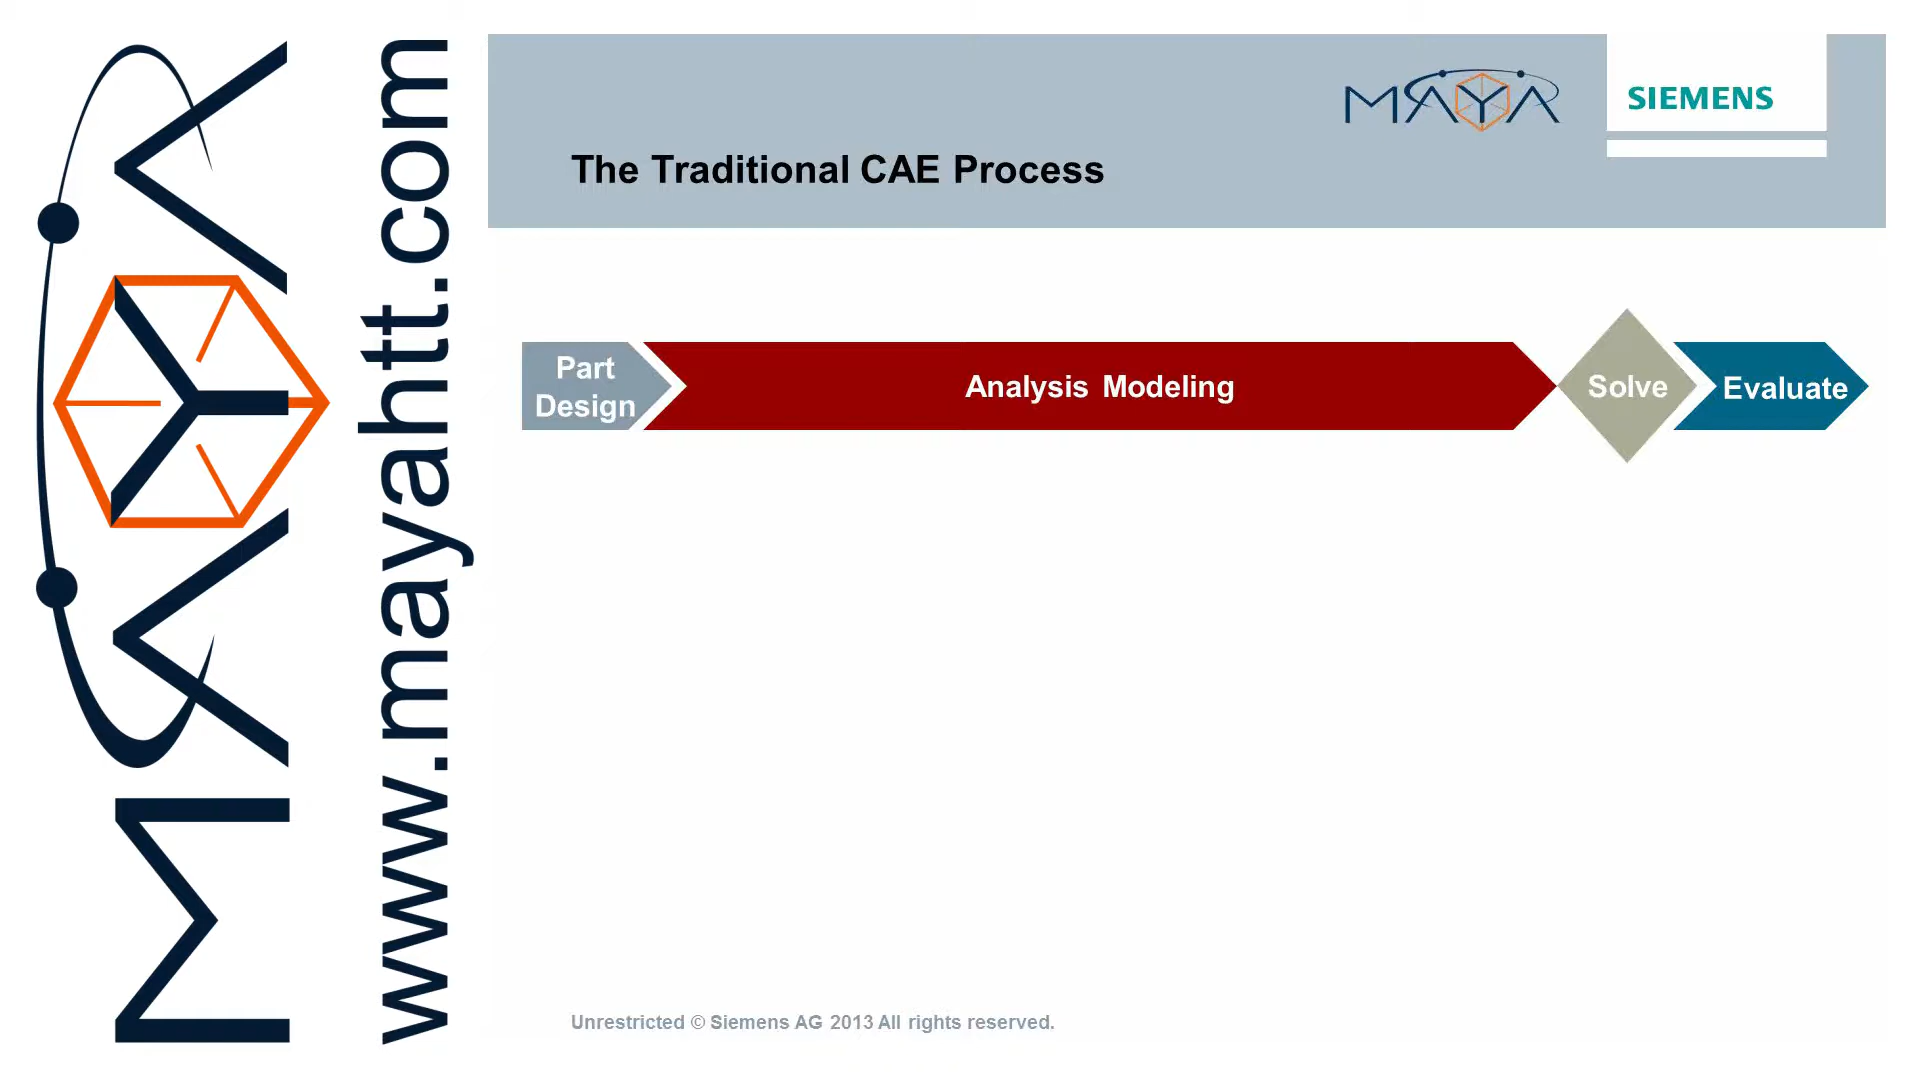 MAYA
www.mayahtt.com
MAYA
SIEMENS
The Traditional CAE Process
Part
Design
Analysis Modeling
Solve
Evaluate
Unrestricted © Siemens AG 2013 All rights reserved.